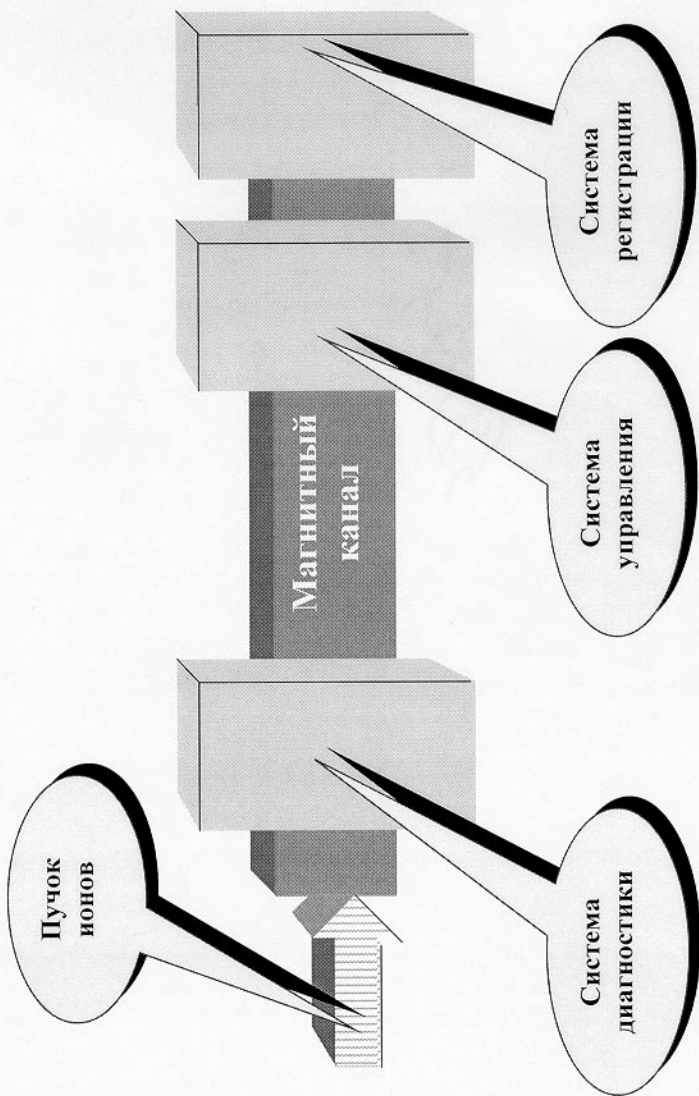 Пучок
ионов
Магнитный
канал
Система
диагностики
Система
управления
Система
регистрации